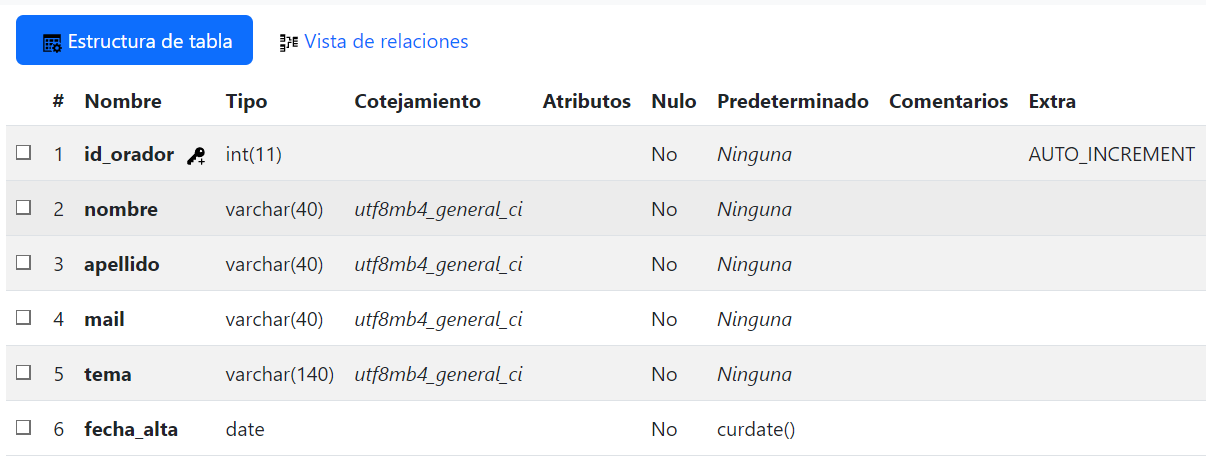 Estructura de tabla Vista de relaciones
# Nombre Tipo Cotejamiento Atributos Nulo Predeterminado Comentarios Extra
1 id_orador int(11) No Ninguna AUTO_INCREMENT
2 nombre varchar(40) utf8mb4_general_ci No Ninguna
3 apellido varchar(40) utf8mb4_general_ci No Ninguna
4 mail varchar(40) utf8mb4_general_ci No Ninguna
5 tema varchar(140) utf8mb4_general_ci No Ninguna
6 fecha_alta date No curdate()